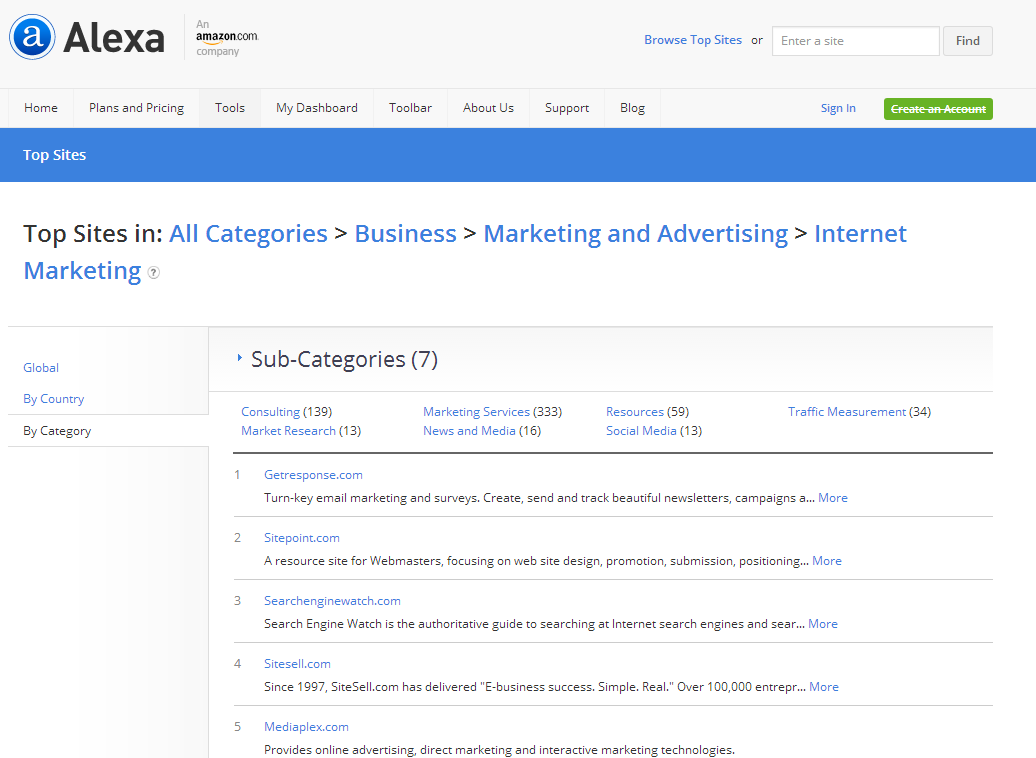 a Alexa
An
amazon.com.
company
Browse Top Sites or Enter a site Find
Home Plans and Pricing Tools My Dashboard Toolbar About Us Support Blog Sign In Create an Account
Top Sites
Top Sites in: All Categories > Business > Marketing and Advertising > Internet
Marketing ?
Sub-Categories (7)
Global
By Country
By Category
Consulting (139) Marketing Services (333) Resources (59) Traffic Measurement (34)
Market Research (13) News and Media (16) Social Media (13)
1 Getresponse.com
Turn-key email marketing and surveys. Create, send and track beautiful newsletters, campaigns a... More
2 Sitepoint.com
A resource site for Webmasters, focusing on web site design, promotion, submission, positioning... More
3 Searchenginewatch.com
Search Engine Watch is the authoritative guide to searching at Internet search engines and sear... More
4 Sitesell.com
Since 1997, SiteSell.com has delivered "E-business success. Simple. Real." Over 100,000 entrepr... More
5 Mediaplex.com
Provides online advertising, direct marketing and interactive marketing technologies.